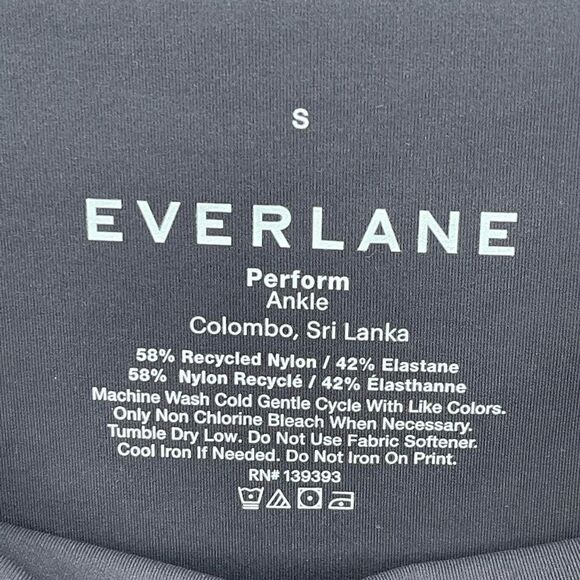 S
EVERLANE
Perform
Ankle
Colombo, Sri Lanka
58% Recycled Nylon / 42% Elastane
58% Nylon Recyclé / 42% Élasthanne
Machine Wash Cold Gentle Cycle With Like Colors.
Only Non Chlorine Bleach When Necessary.
Tumble Dry Low. Do Not Use Fabric Softener.
Cool Iron If Needed. Do Not Iron On Print.
RN# 139393